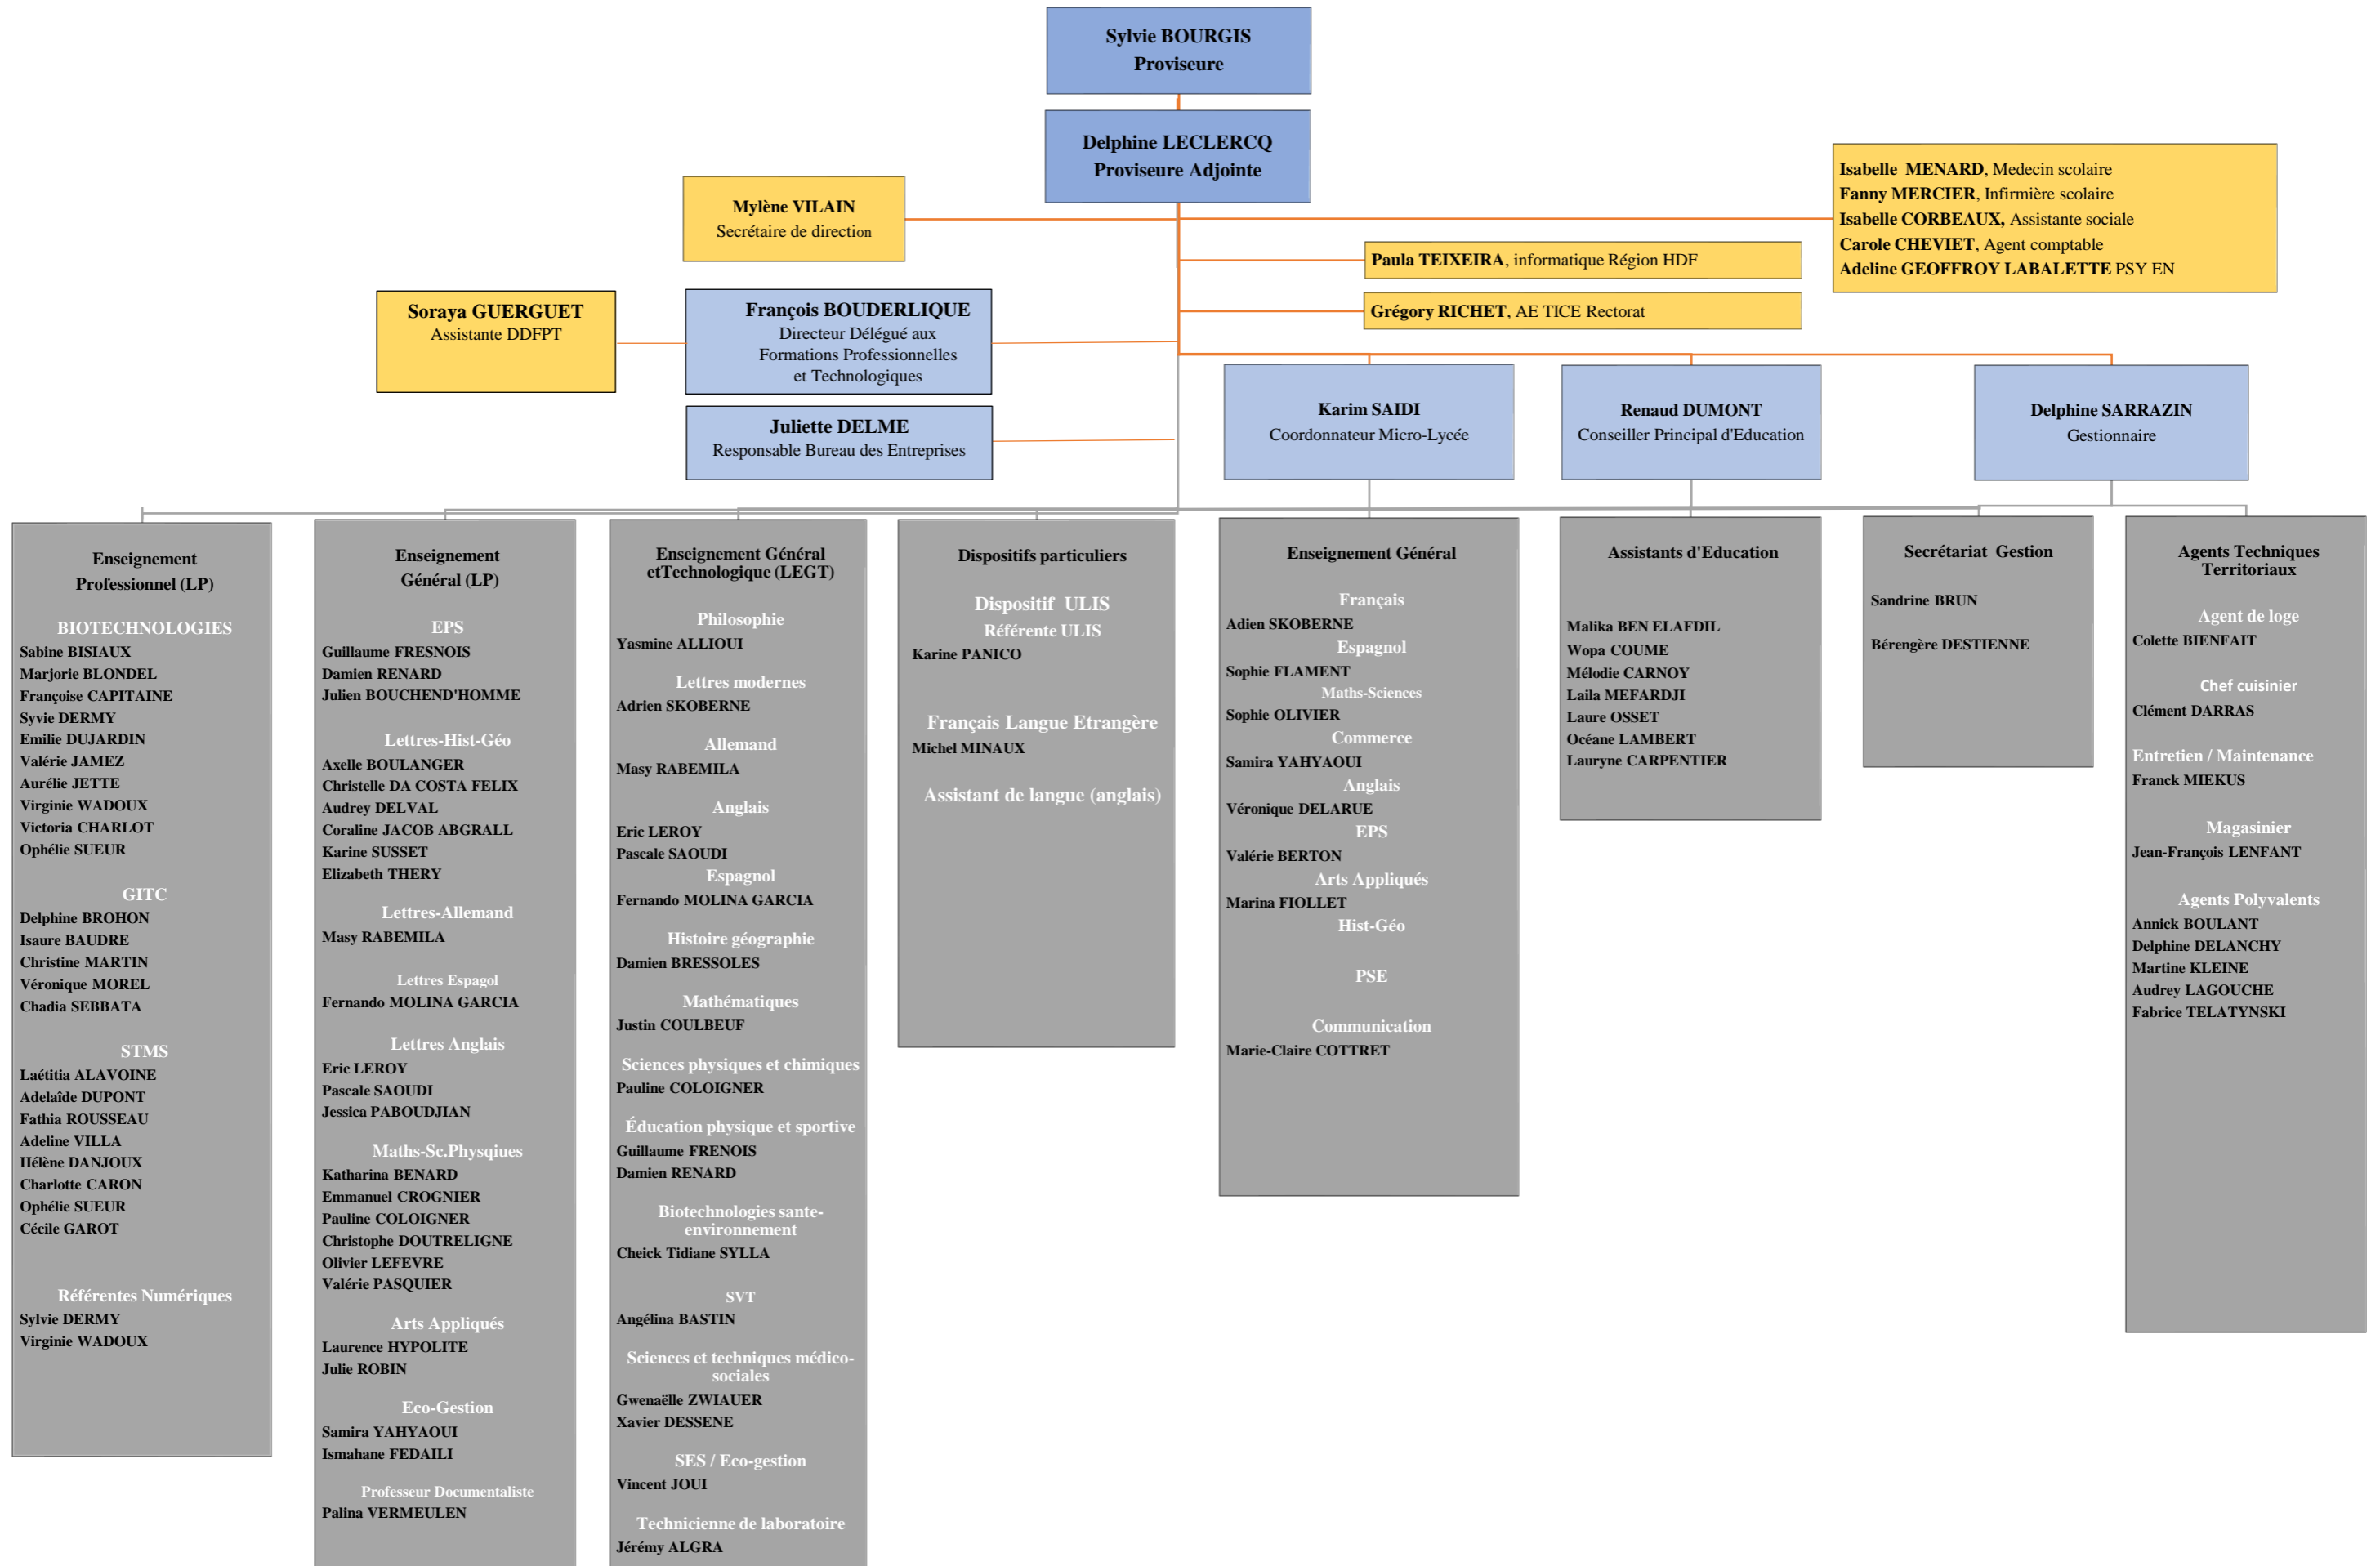 Sylvie BOURGIS
Proviseure
Delphine LECLERCQ
Proviseure Adjointe
Mylène VILAIN
Secrétaire de direction
Isabelle  MENARD, Medecin scolaire
Fanny MERCIER, Infirmière scolaire
Isabelle CORBEAUX, Assistante sociale
Carole CHEVIET, Agent comptable
Adeline GEOFFROY LABALETTE PSY EN
Paula TEIXEIRA, informatique Région HDF
Grégory RICHET, AE TICE Rectorat
Soraya GUERGUET
Assistante DDFPT
François BOUDERLIQUE
Directeur Délégué aux
Formations Professionnelles
et Technologiques
Juliette DELME
Responsable Bureau des Entreprises
Karim SAIDI
Coordonnateur Micro-Lycée
Renaud DUMONT
Conseiller Principal d'Education
Delphine SARRAZIN
Gestionnaire
Enseignement
Professionnel (LP)
BIOTECHNOLOGIES
Sabine BISIAUX
Marjorie BLONDEL
Françoise CAPITAINE
Syvie DERMY
Emilie DUJARDIN
Valérie JAMEZ
Aurélie JETTE
Virginie WADOUX
Victoria CHARLOT
Ophélie SUEUR
GITC
Delphine BROHON
Isaure BAUDRE
Christine MARTIN
Véronique MOREL
Chadia SEBBATA
STMS
Laétitia ALAVOINE
Adelaîde DUPONT
Fathia ROUSSEAU
Adeline VILLA
Hélène DANJOUX
Charlotte CARON
Ophélie SUEUR
Cécile GAROT
Référentes Numériques
Sylvie DERMY
Virginie WADOUX
Enseignement
Général (LP)
EPS
Guillaume FRESNOIS
Damien RENARD
Julien BOUCHEND'HOMME
Lettres-Hist-Géo
Axelle BOULANGER
Christelle DA COSTA FELIX
Audrey DELVAL
Coraline JACOB ABGRALL
Karine SUSSET
Elizabeth THERY
Lettres-Allemand
Masy RABEMILA
Lettres Espagol
Fernando MOLINA GARCIA
Lettres Anglais
Eric LEROY
Pascale SAOUDI
Jessica PABOUDJIAN
Maths-Sc.Physqiues
Katharina BENARD
Emmanuel CROGNIER
Pauline COLOIGNER
Christophe DOUTRELIGNE
Olivier LEFEVRE
Valérie PASQUIER
Arts Appliqués
Laurence HYPOLITE
Julie ROBIN
Eco-Gestion
Samira YAHYAOUI
Ismahane FEDAILI
Professeur Documentaliste
Palina VERMEULEN
Enseignement Général
etTechnologique (LEGT)
Philosophie
Yasmine ALLIOUI
Lettres modernes
Adrien SKOBERNE
Allemand
Masy RABEMILA
Anglais
Eric LEROY
Pascale SAOUDI
Espagnol
Fernando MOLINA GARCIA
Histoire géographie
Damien BRESSOLES
Mathématiques
Justin COULBEUF
Sciences physiques et chimiques
Pauline COLOIGNER
Éducation physique et sportive
Guillaume FRENOIS
Damien RENARD
Biotechnologies sante-
environnement
Cheick Tidiane SYLLA
SVT
Angélina BASTIN
Sciences et techniques médico-
sociales
Gwenaëlle ZWIAUER
Xavier DESSENE
SES / Eco-gestion
Vincent JOUI
Technicienne de laboratoire
Jérémy ALGRA
Dispositifs particuliers
Dispositif  ULIS
Référente ULIS
Karine PANICO
Français Langue Etrangère
Michel MINAUX
Assistant de langue (anglais)
Enseignement Général
Français
Adien SKOBERNE
Espagnol
Sophie FLAMENT
Maths-Sciences
Sophie OLIVIER
Commerce
Samira YAHYAOUI
Anglais
Véronique DELARUE
EPS
Valérie BERTON
Arts Appliqués
Marina FIOLLET
Hist-Géo
PSE
Communication
Marie-Claire COTTRET
Assistants d'Education
Malika BEN ELAFDIL
Wopa COUME
Mélodie CARNOY
Laila MEFARDJI
Laure OSSET
Océane LAMBERT
Lauryne CARPENTIER
Secrétariat  Gestion
Sandrine BRUN
Bérengère DESTIENNE
Agents Techniques
Territoriaux
Agent de loge
Colette BIENFAIT
Chef cuisinier
Clément DARRAS
Entretien / Maintenance
Franck MIEKUS
Magasinier
Jean-François LENFANT
Agents Polyvalents
Annick BOULANT
Delphine DELANCHY
Martine KLEINE
Audrey LAGOUCHE
Fabrice TELATYNSKI